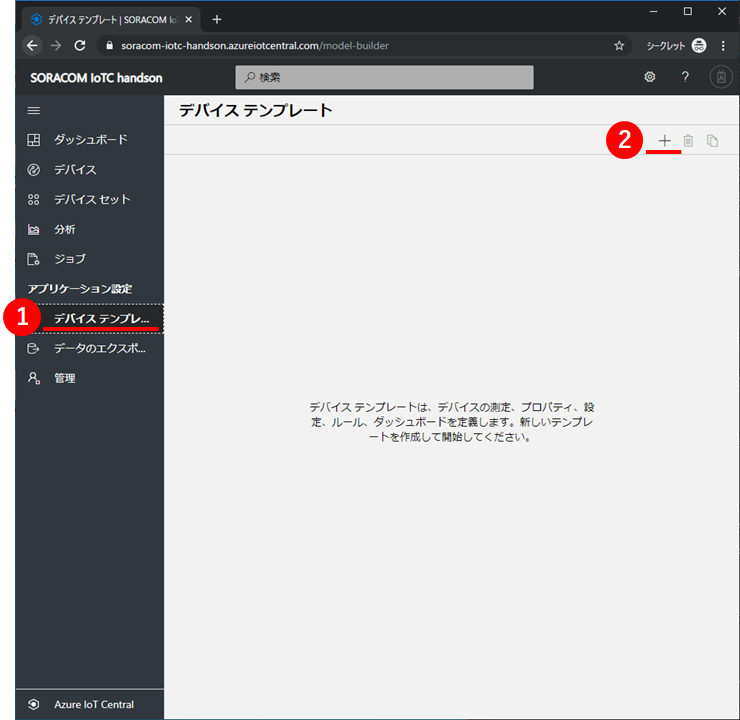 デバイス テンプレート | SORACOM Io
soracom-iotc-handson.azureiotcentral.com/model-builder
シークレット
SORACOM IoTC handson
検索
?
デバイス テンプレート
2
ダッシュボード
デバイス
デバイス セット
分析
ジョブ
アプリケーション設定
1
デバイス テンプレ...
データのエクスポ...
管理
デバイス テンプレートは、デバイスの測定、プロパティ、設
定、ルール、ダッシュボードを定義します。新しいテンプレ
ートを作成して開始してください。
Azure IoT Central